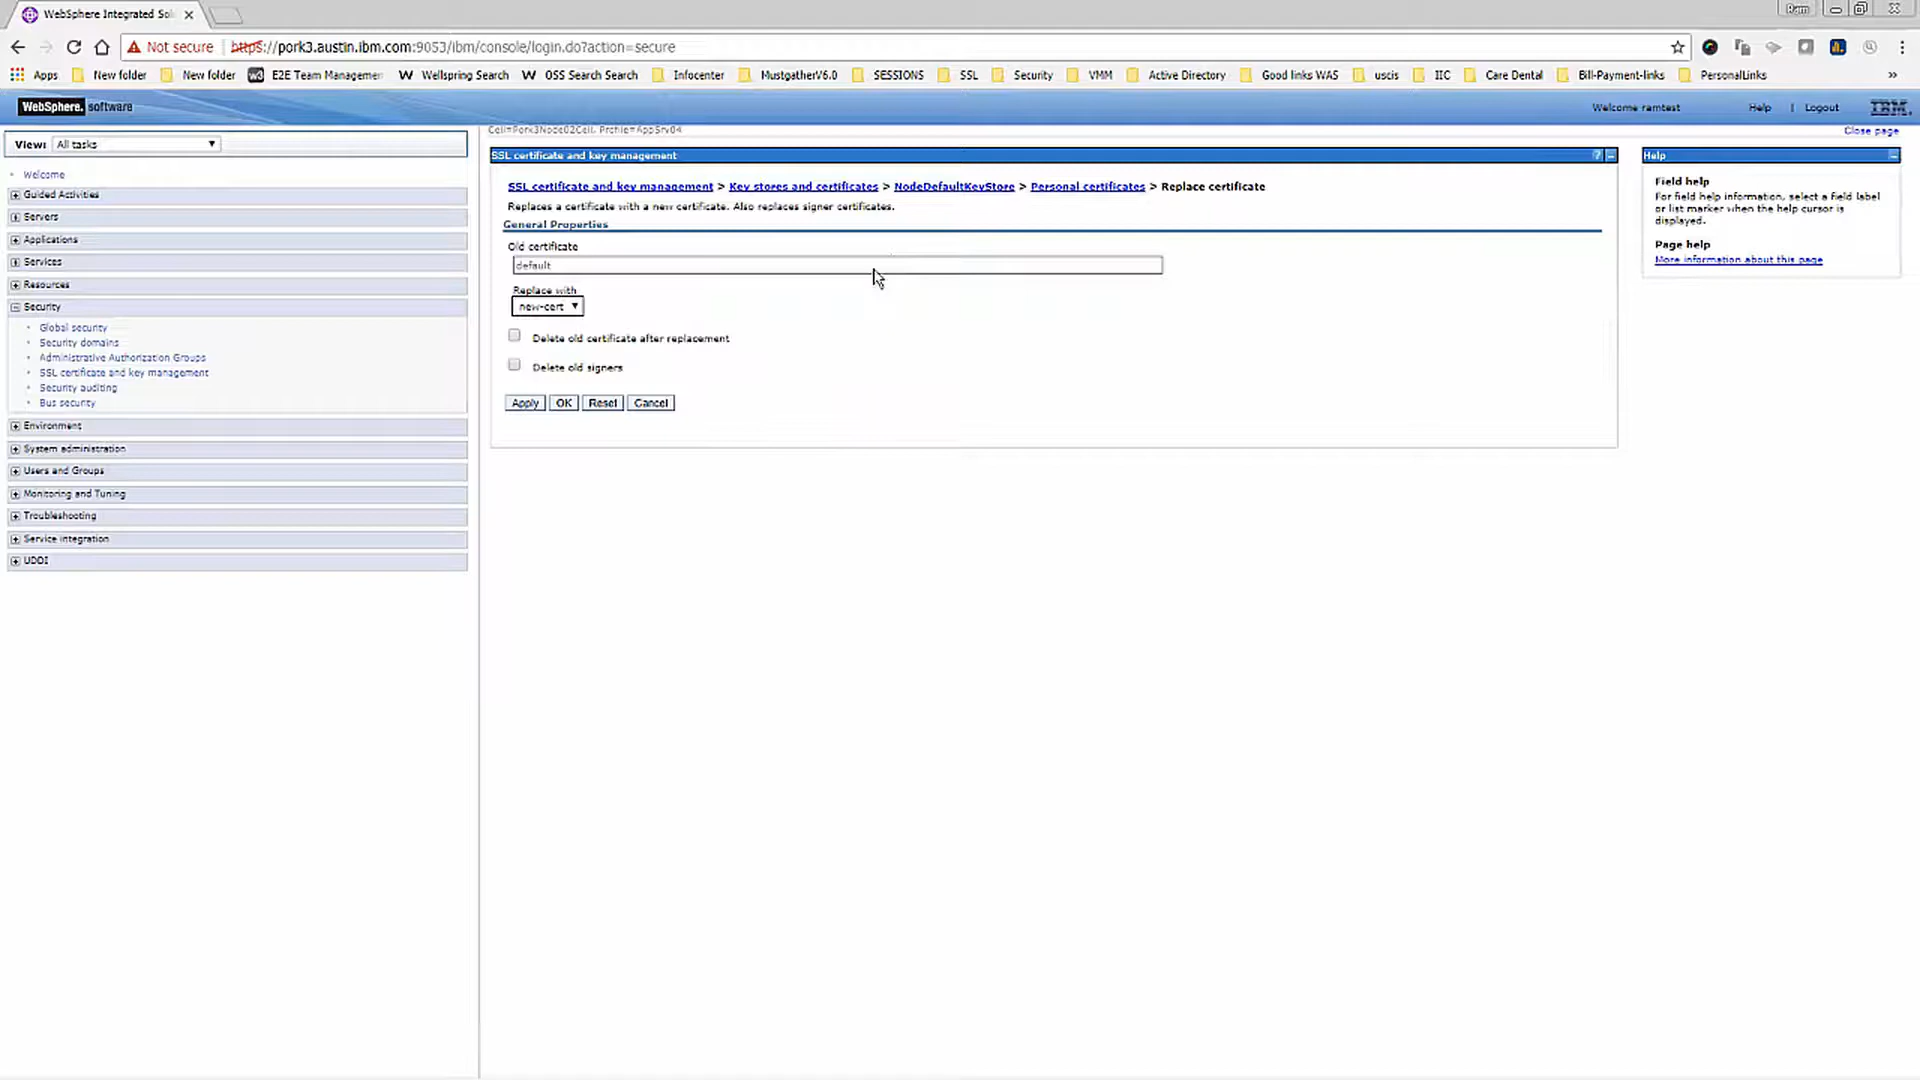 WebSphere Integrated Sol
Ram
Not secure https://pork3.austin.ibm.com:9053/ibm/console/login.do?action=secure
Apps New folder New folder w3 E2E Team Managemen W Wellspring Search W OSS Search Search Infocenter MustgatherV6.0 SESSIONS SSL Security VMM Active Directory Good links WAS uscis IIC Care Dental Bill-Payment-links PersonalLinks »
WebSphere. software Welcome ramtest Help | Logout IBM.
Cell=Pork3Node02Cell, Profile=AppSrv04
Close page
View: All tasks
Welcome
Guided Activities
Servers
Applications
Services
Resources
Security
Global security
Security domains
Administrative Authorization Groups
SSL certificate and key management
Security auditing
Bus security
Environment
System administration
Users and Groups
Monitoring and Tuning
Troubleshooting
Service integration
UDDI
SSL certificate and key management ?
SSL certificate and key management > Key stores and certificates > NodeDefaultKeyStore > Personal certificates > Replace certificate
Replaces a certificate with a new certificate. Also replaces signer certificates.
General Properties
Old certificate
default
Replace with
new-cert
Delete old certificate after replacement
Delete old signers
Apply OK Reset Cancel
Help
Field help
For field help information, select a field label
or list marker when the help cursor is
displayed.
Page help
More information about this page